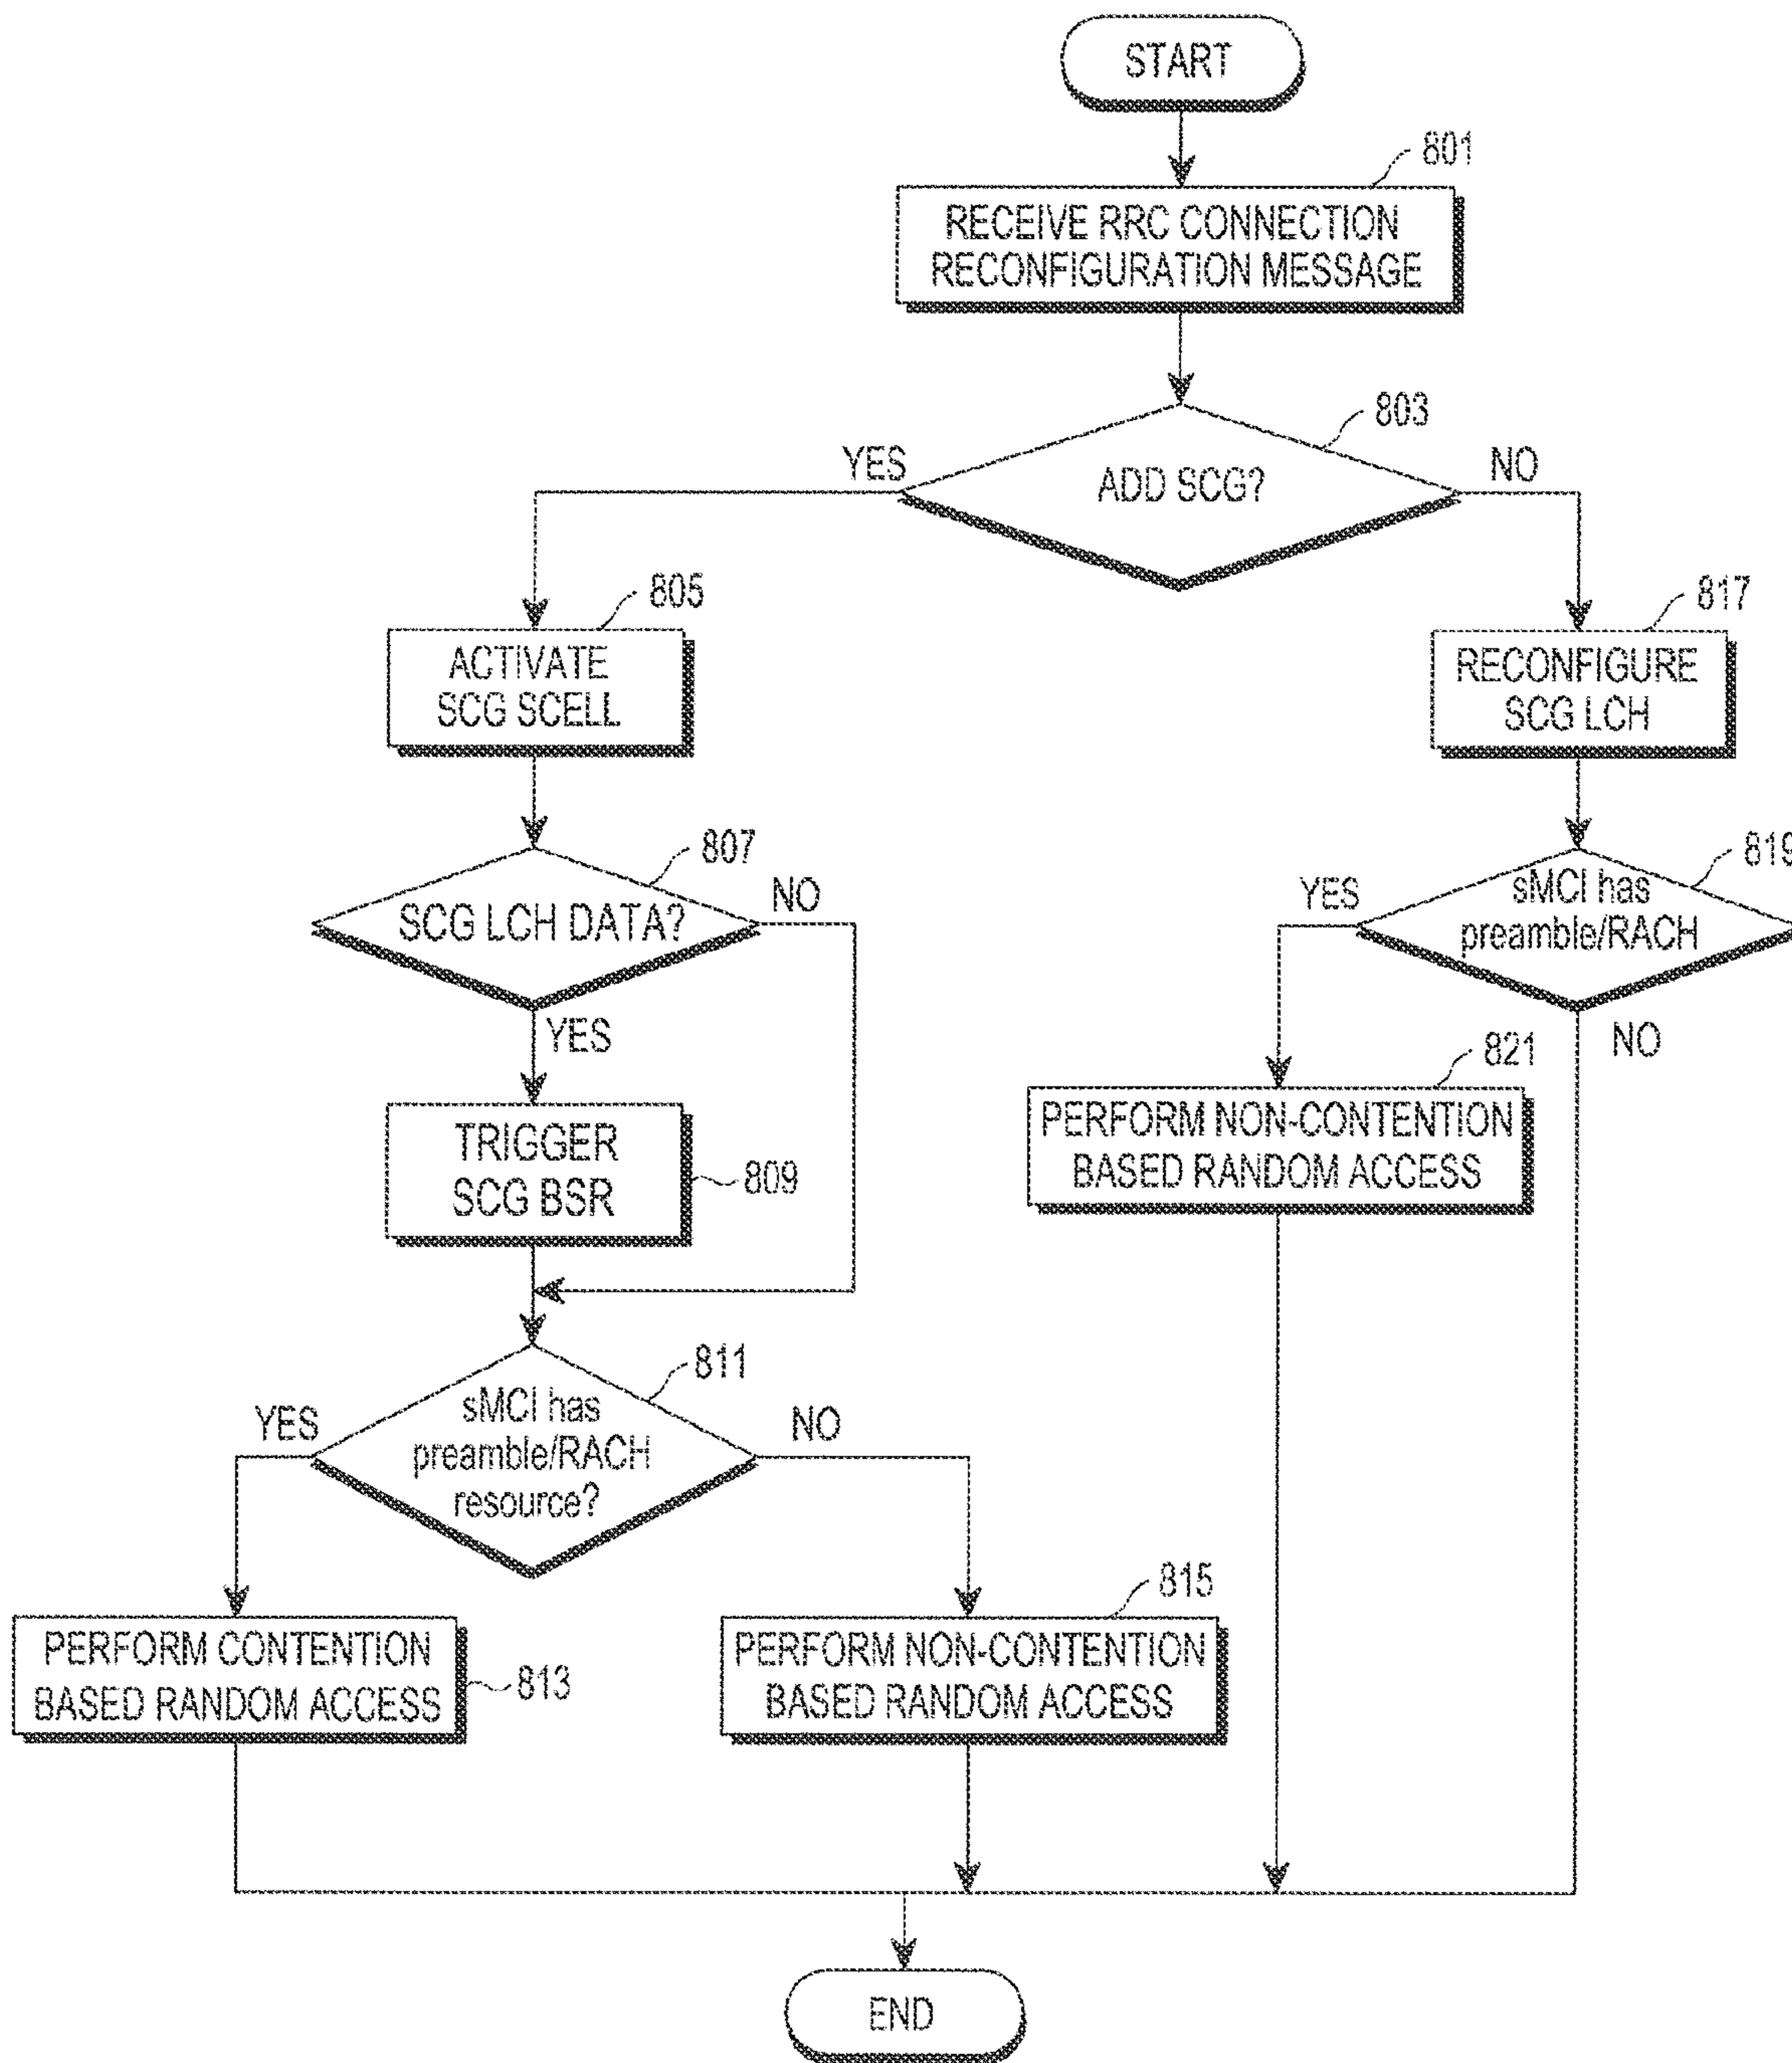 START
801
RECEIVE RRC CONNECTION
RECONFIGURATION MESSAGE
803
YES
ADD SCG?
NO
805
ACTIVATE
SCG SCELL
817
RECONFIGURE
SCG LCH
807
SCG LCH DATA?
NO
YES
819
YES
sMCI has
preamble/RACH
NO
TRIGGER
SCG BSR
809
821
PERFORM NON-CONTENTION
BASED RANDOM ACCESS
811
YES
sMCI has
preamble/RACH
resource?
NO
PERFORM CONTENTION
BASED RANDOM ACCESS
813
815
PERFORM NON-CONTENTION
BASED RANDOM ACCESS
END